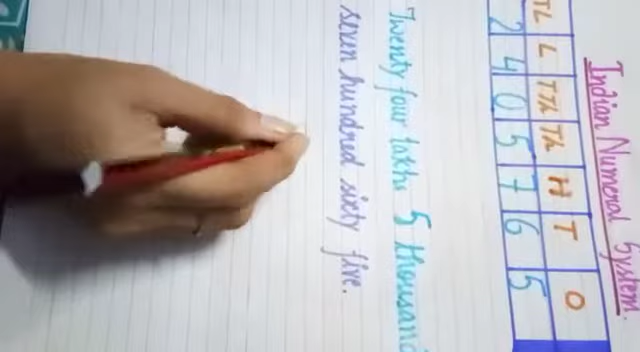 Indian Numeral System.
TL L TTh Th H T O
2 4 0 5 7 6 5
Twenty four lakhs 5 thousand
seven hundred sixty five.